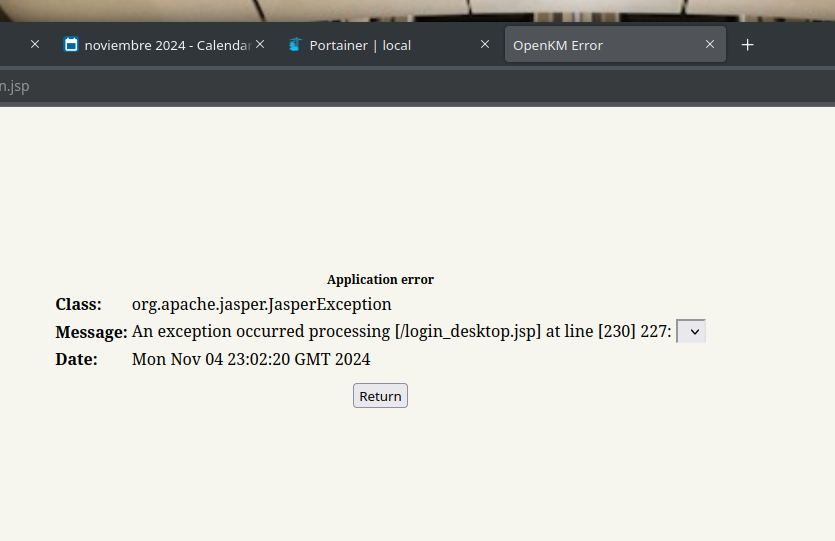 noviembre 2024 - Calendar
Portainer | local
OpenKM Error
n.jsp
Application error
Class: org.apache.jasper.JasperException
Message: An exception occurred processing [/login_desktop.jsp] at line [230] 227:
Date: Mon Nov 04 23:02:20 GMT 2024
Return